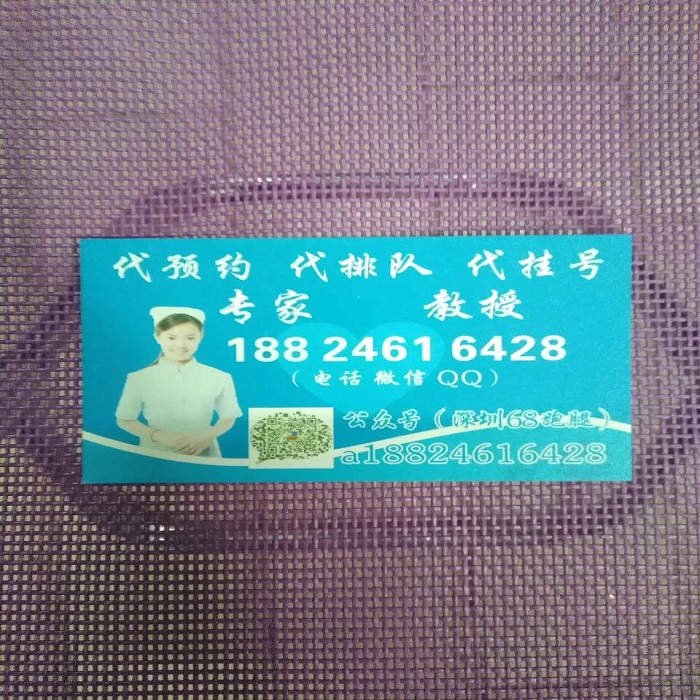 代预约 代排队 代挂号
专家 教授
188 2461 6428
（电话 微信 QQ）
公众号（深圳68跑腿）
a18824616428